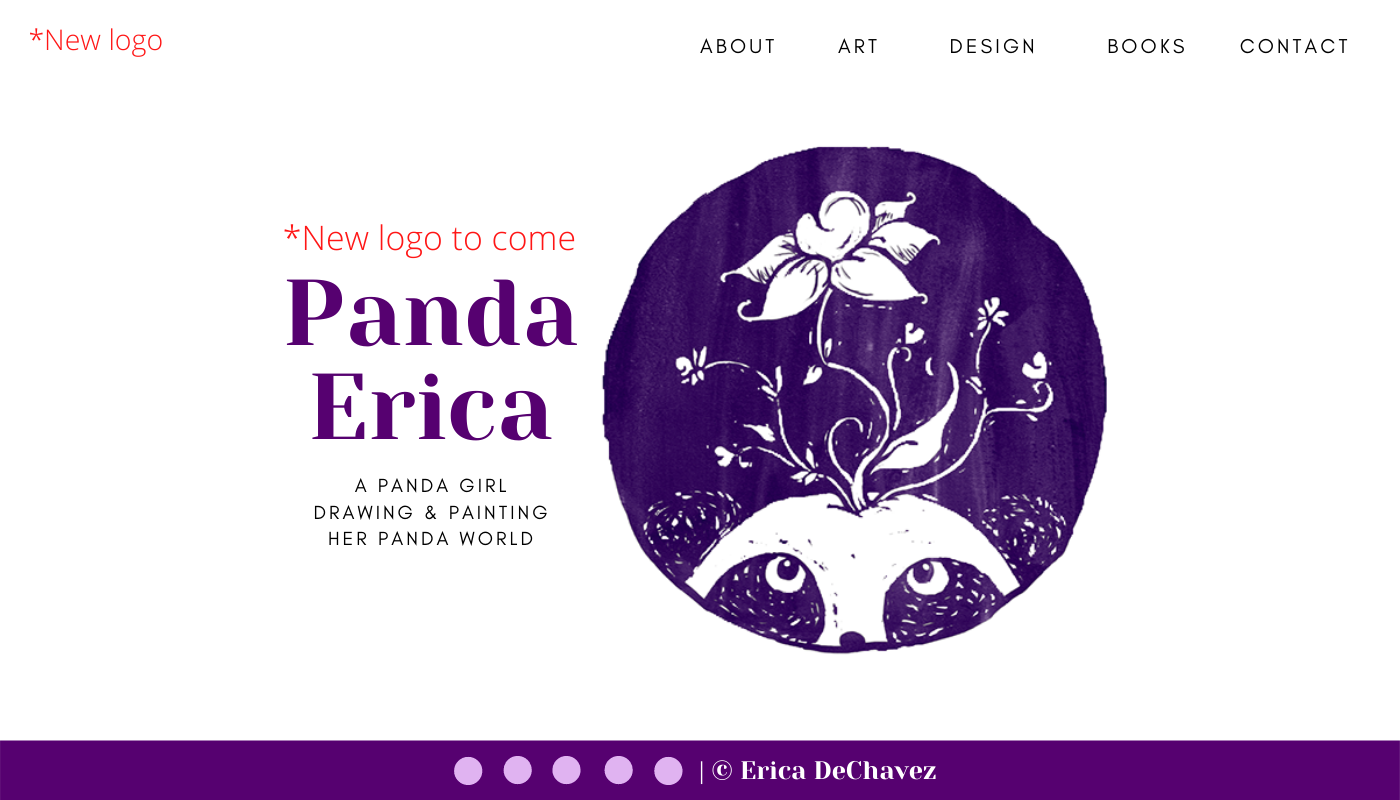 *New logo
ABOUT ART DESIGN BOOKS CONTACT
*New logo to come
Panda
Erica
A PANDA GIRL
DRAWING & PAINTING
HER PANDA WORLD
| © Erica DeChavez